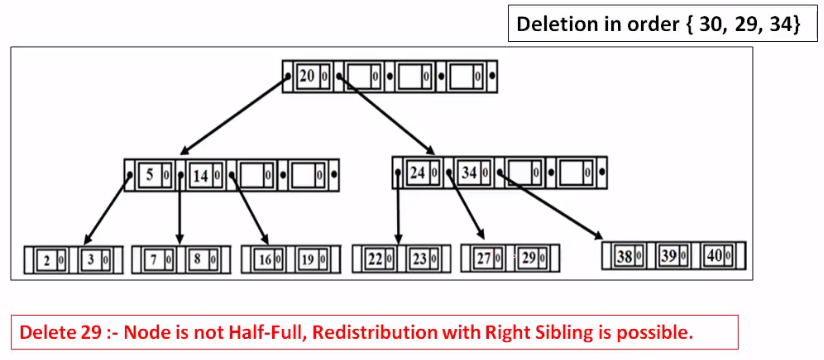 Deletion in order { 30, 29, 34}
20 0 0 0 0
5 0 14 0 0 0
24 0 34 0 0 0
2 0 3 0 7 0 8 0 16 0 19 0 22 0 23 0 27 0 29 0 38 0 39 0 40 0
Delete 29 :- Node is not Half-Full, Redistribution with Right Sibling is possible.